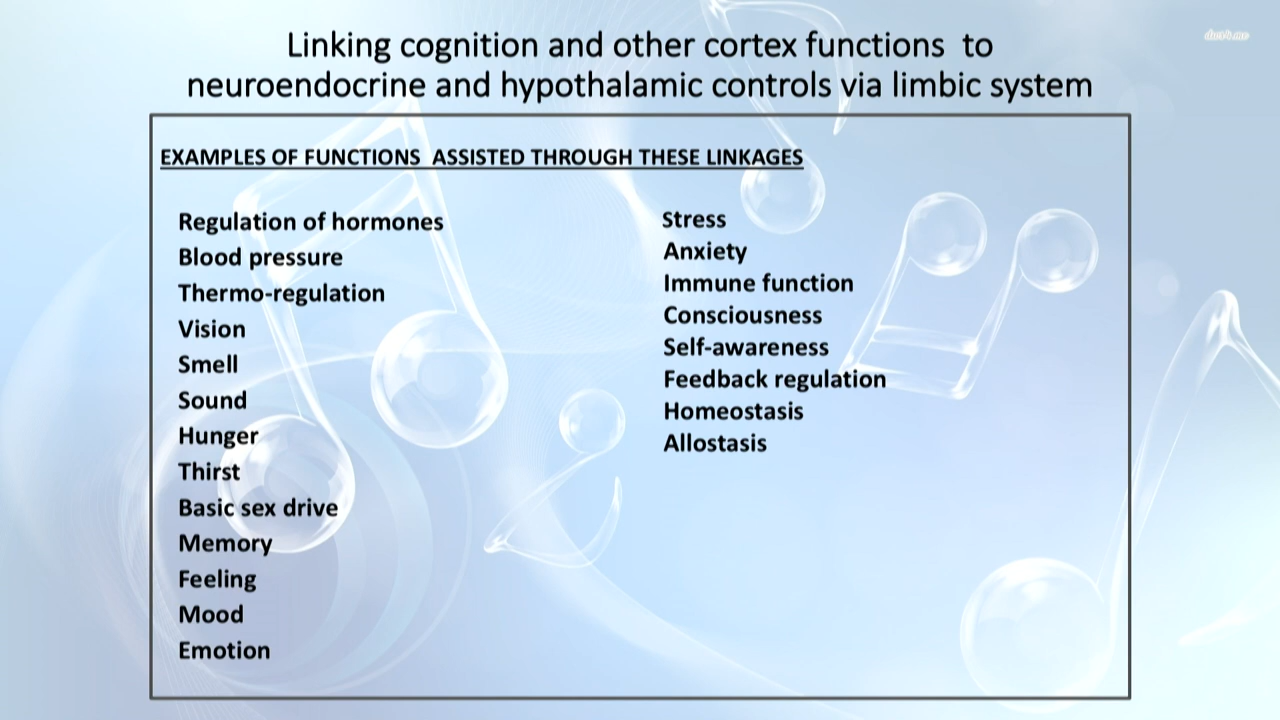 Linking cognition and other cortex functions  to
neuroendocrine and hypothalamic controls via limbic system
EXAMPLES OF FUNCTIONS  ASSISTED THROUGH THESE LINKAGES
Regulation of hormones
Blood pressure
Thermo-regulation
Vision
Smell
Sound
Hunger
Thirst
Basic sex drive
Memory
Feeling
Mood
Emotion
Stress
Anxiety
Immune function
Consciousness
Self-awareness
Feedback regulation
Homeostasis
Allostasis